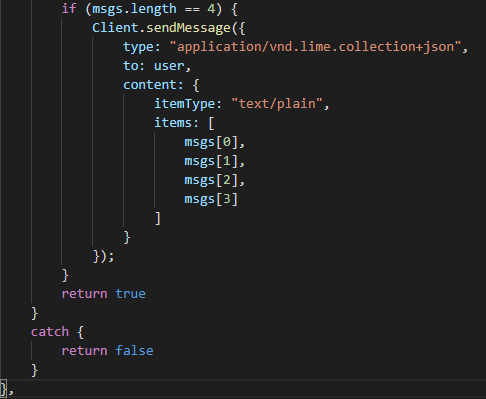 if (msgs.length == 4) {
Client.sendMessage({
type: "application/vnd.lime.collection+json",
to: user,
content: {
itemType: "text/plain",
items: [
msgs[0],
msgs[1],
msgs[2],
msgs[3]
]
}
});
}
return true
}
catch {
return false
}
},